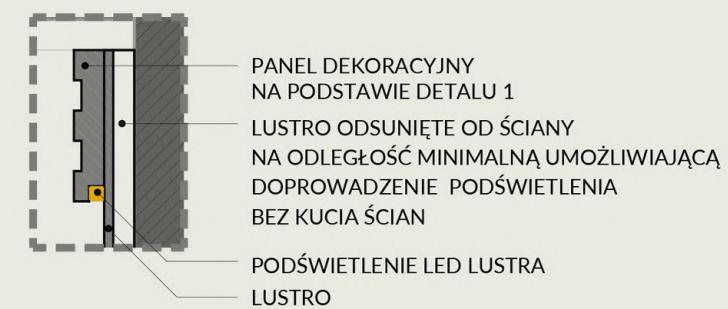 PANEL DEKORACYJNY
NA PODSTAWIE DETALU 1
LUSTRO ODSUNIĘTE OD ŚCIANY
NA ODLEGŁOŚĆ MINIMALNĄ UMOŻLIWIAJĄCĄ
DOPROWADZENIE PODŚWIETLENIA
BEZ KUCIA ŚCIAN
PODŚWIETLENIE LED LUSTRA
LUSTRO